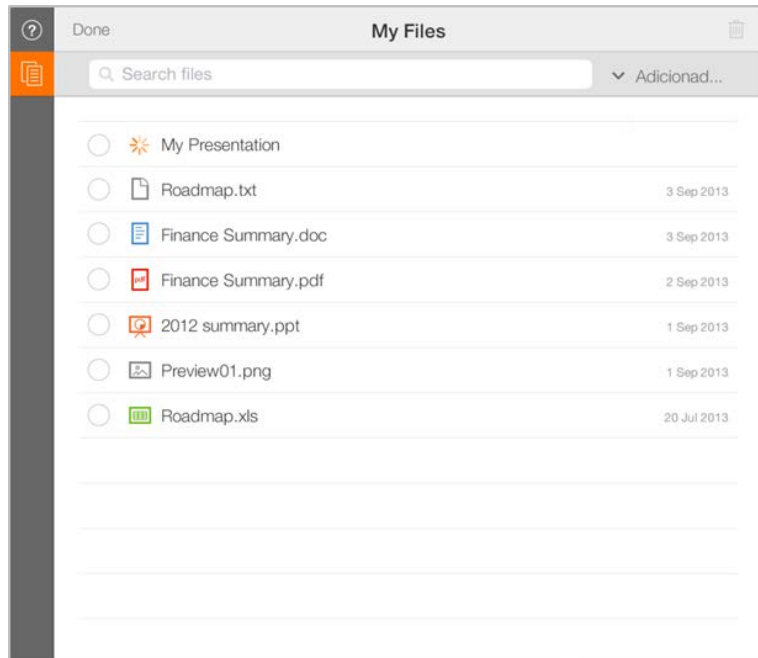 ?
Done
My Files
Search files
Adicionad...
My Presentation
Roadmap.txt
3 Sep 2013
Finance Summary.doc
3 Sep 2013
pdf
Finance Summary.pdf
2 Sep 2013
2012 summary.ppt
1 Sep 2013
Preview01.png
1 Sep 2013
Roadmap.xls
20 Jul 2013